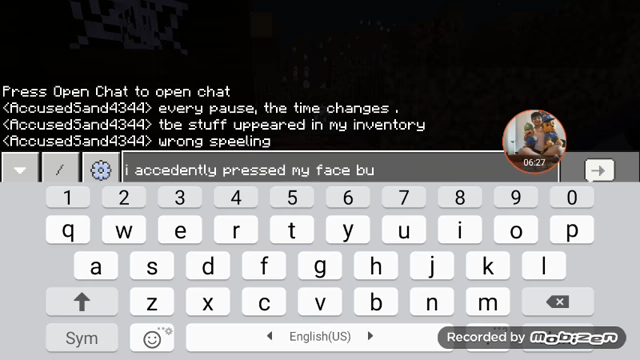 Press Open Chat to open chat
<AccusedSand4344> every pause, the time changes .
<AccusedSand4344> tbe stuff uppeared in my inventory
<AccusedSand4344> wrong speeling
/ i accedently pressed my face bu
06:27
1 2 3 4 5 6 7 8 9 0
q w e r t y u i o p
a s d f g h j k l
z x c v b n m
Sym English(US)
Recorded by Mobizen